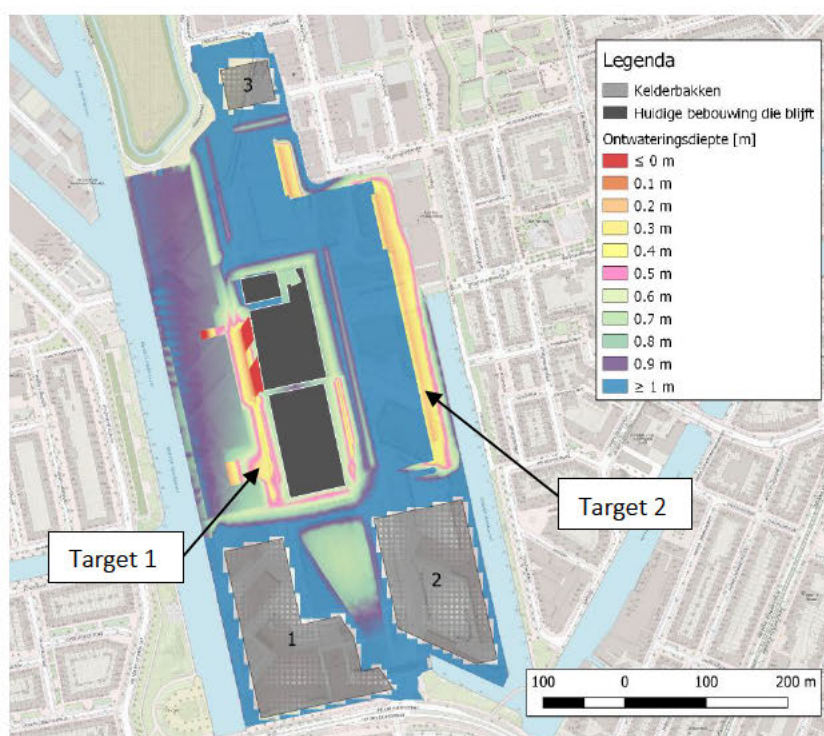 3
Legenda
Kelderbakken
Huidige bebouwing die blijft
Ontwateringsdiepte [m]
≤ 0 m
0.1 m
0.2 m
0.3 m
0.4 m
0.5 m
0.6 m
0.7 m
0.8 m
0.9 m
≥ 1 m
Target 1
Target 2
1
2
100 0 100 200 m